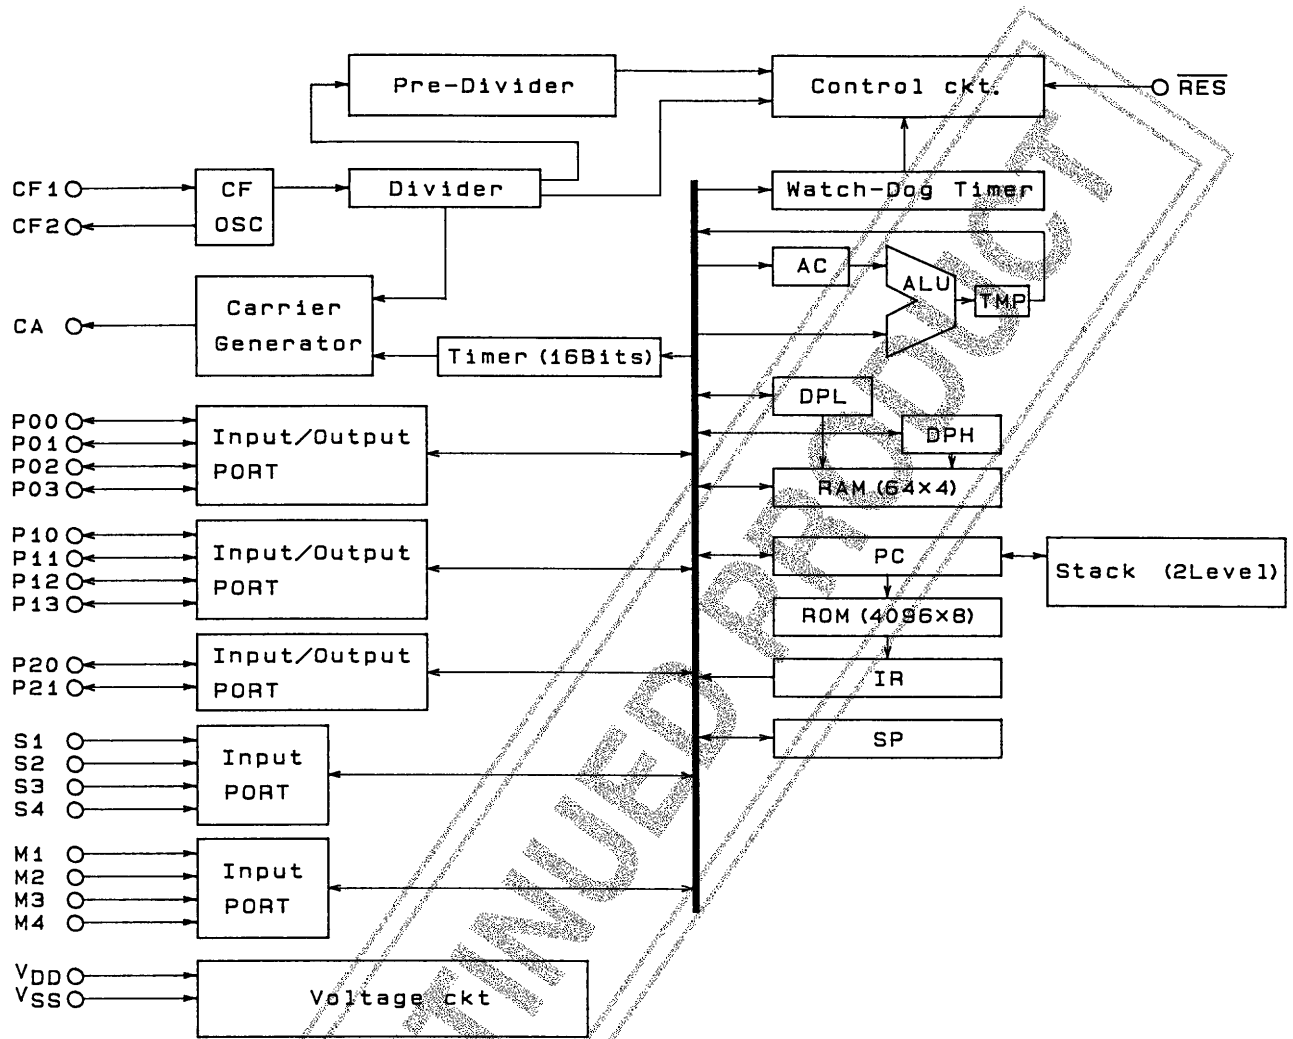 Pre-Divider
Control ckt.
RES
CF1
CF2
CF
OSC
Divider
Watch-Dog Timer
AC
ALU
TMP
CA
Carrier
Generator
Timer (16Bits)
DPL
DPH
RAM (64×4)
P00
P01
P02
P03
Input/Output
PORT
P10
P11
P12
P13
Input/Output
PORT
PC
Stack (2Level)
ROM (4096×8)
IR
SP
P20
P21
Input/Output
PORT
S1
S2
S3
S4
Input
PORT
M1
M2
M3
M4
Input
PORT
VDD
VSS
Voltage ckt
TINUED PRODUCT